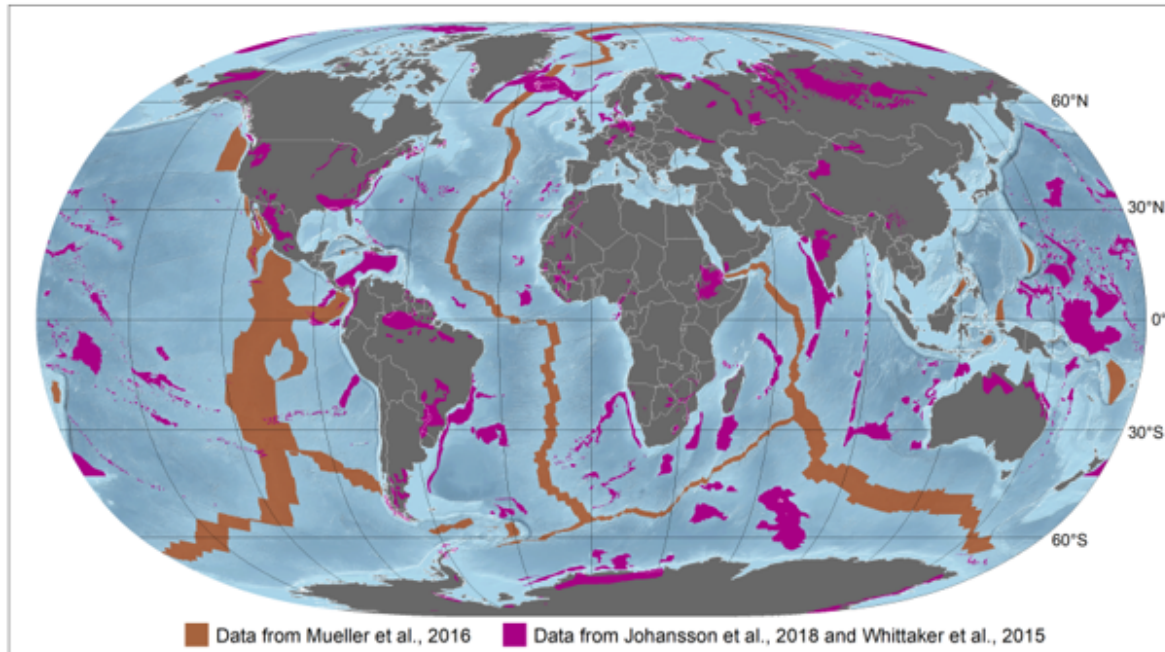 60°N
30°N
0°
30°S
60°S
Data from Mueller et al., 2016
Data from Johansson et al., 2018 and Whittaker et al., 2015